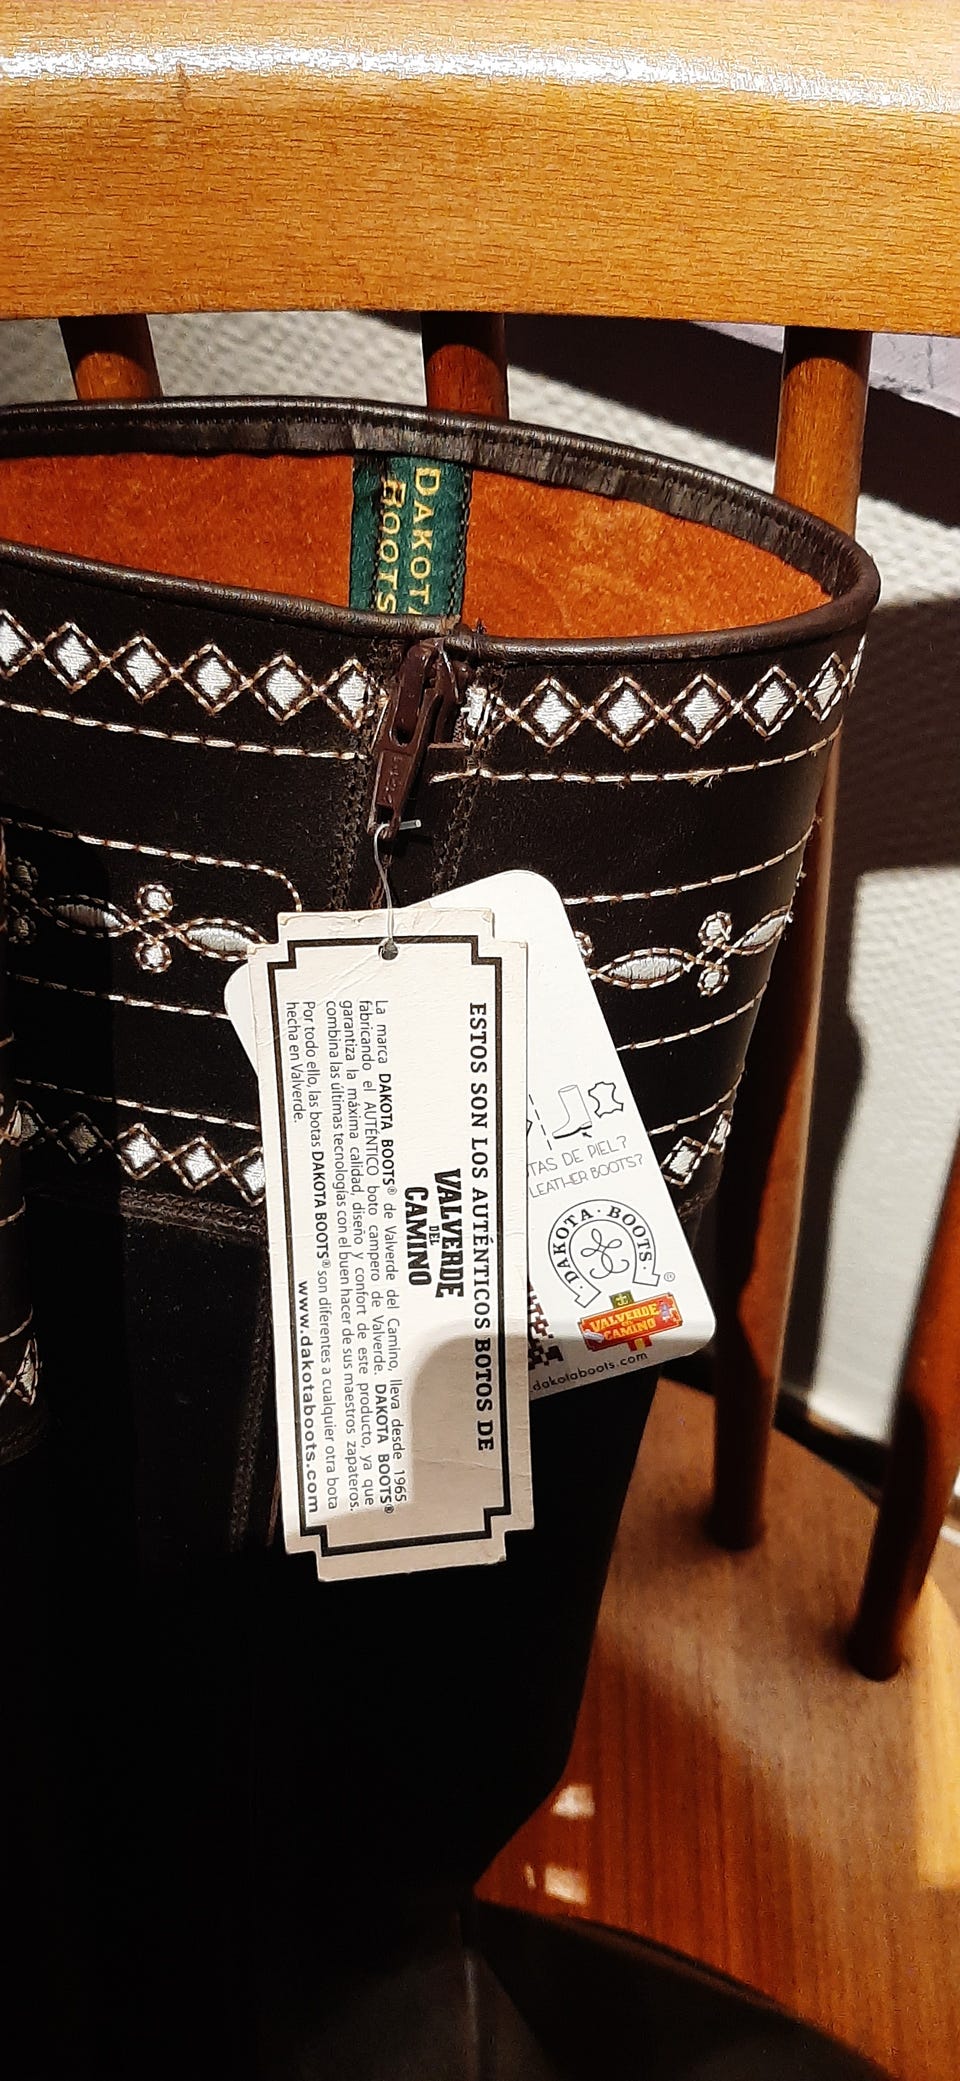 DAKOTA
BOOTS
ESTOS SON LOS AUTÉNTICOS BOTOS DE
VALVERDE
DEL
CAMINO
La marca DAKOTA BOOTS® de Valverde del Camino, lleva desde 1965
fabricando el AUTÉNTICO boto campero de Valverde. DAKOTA BOOTS®
garantiza la máxima calidad, diseño y confort de este producto, ya que
combina las últimas tecnologías con el buen hacer de sus maestros zapateros.
Por todo ello, las botas DAKOTA BOOTS® son diferentes a cualquier otra bota
hecha en Valverde.
www.dakotaboots.com
TAS DE PIEL?
LEATHER BOOTS?
·DAKOTA·BOOTS·
®
VALVERDE
DEL
CAMINO
.dakotaboots.com